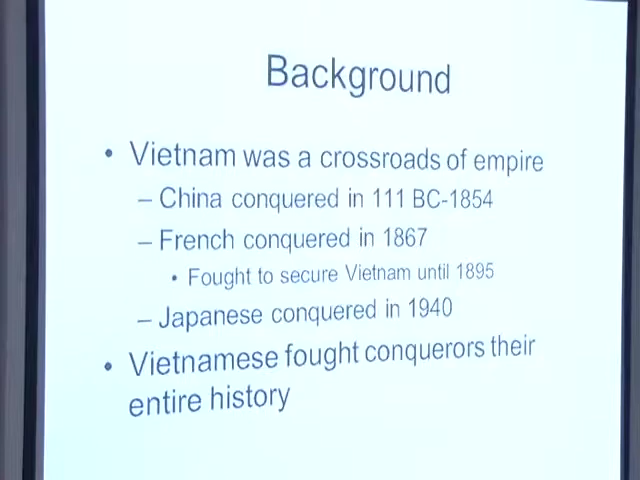 Background
• Vietnam was a crossroads of empire
– China conquered in 111 BC-1854
– French conquered in 1867
• Fought to secure Vietnam until 1895
– Japanese conquered in 1940
• Vietnamese fought conquerors their
entire history